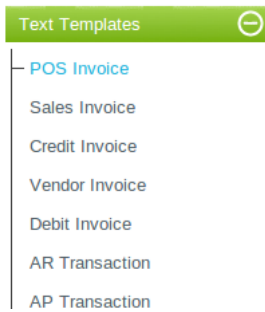 Text Templates
POS Invoice
Sales Invoice
Credit Invoice
Vendor Invoice
Debit Invoice
AR Transaction
AP Transaction